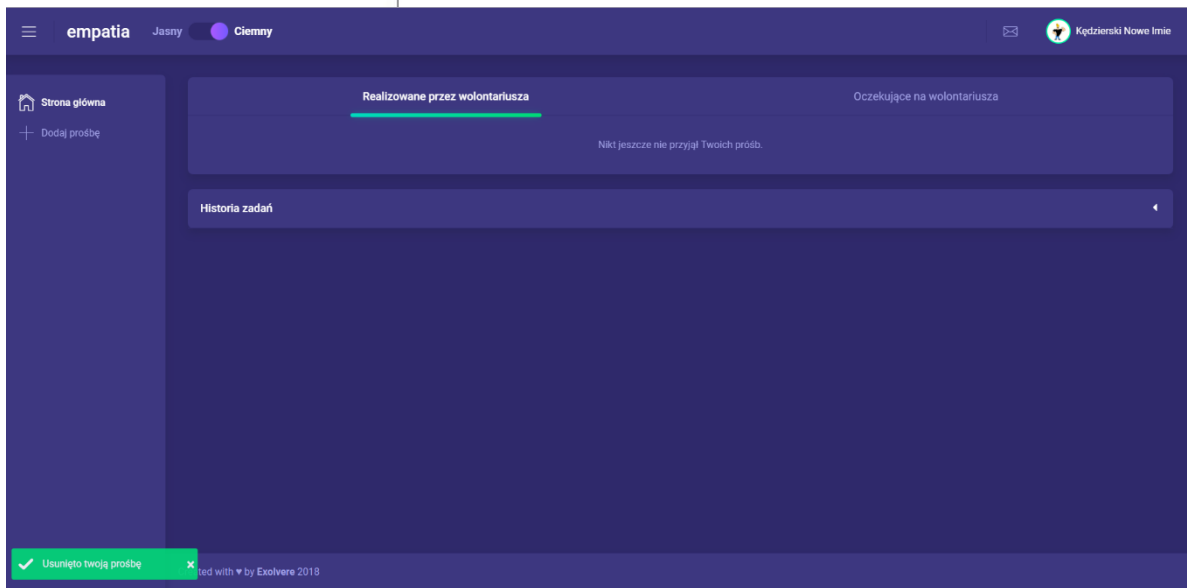 empatia Jasny Ciemny Kędzierski Nowe Imie
Strona główna
Dodaj prośbę
Realizowane przez wolontariusza Oczekujące na wolontariusza
Nikt jeszcze nie przyjął Twoich próśb.
Historia zadań
Usunięto twoją prośbę
ted with ♥ by Exolvere 2018